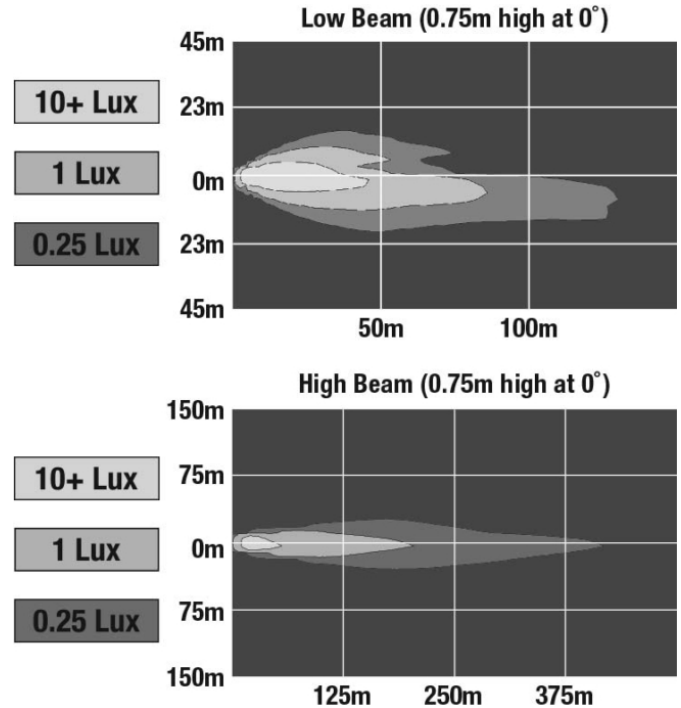 Low Beam (0.75m high at 0˚)
45m
10+ Lux
23m
1 Lux
0m
0.25 Lux
23m
45m
50m 100m
High Beam (0.75m high at 0˚)
150m
10+ Lux
75m
1 Lux
0m
0.25 Lux
75m
150m
125m 250m 375m